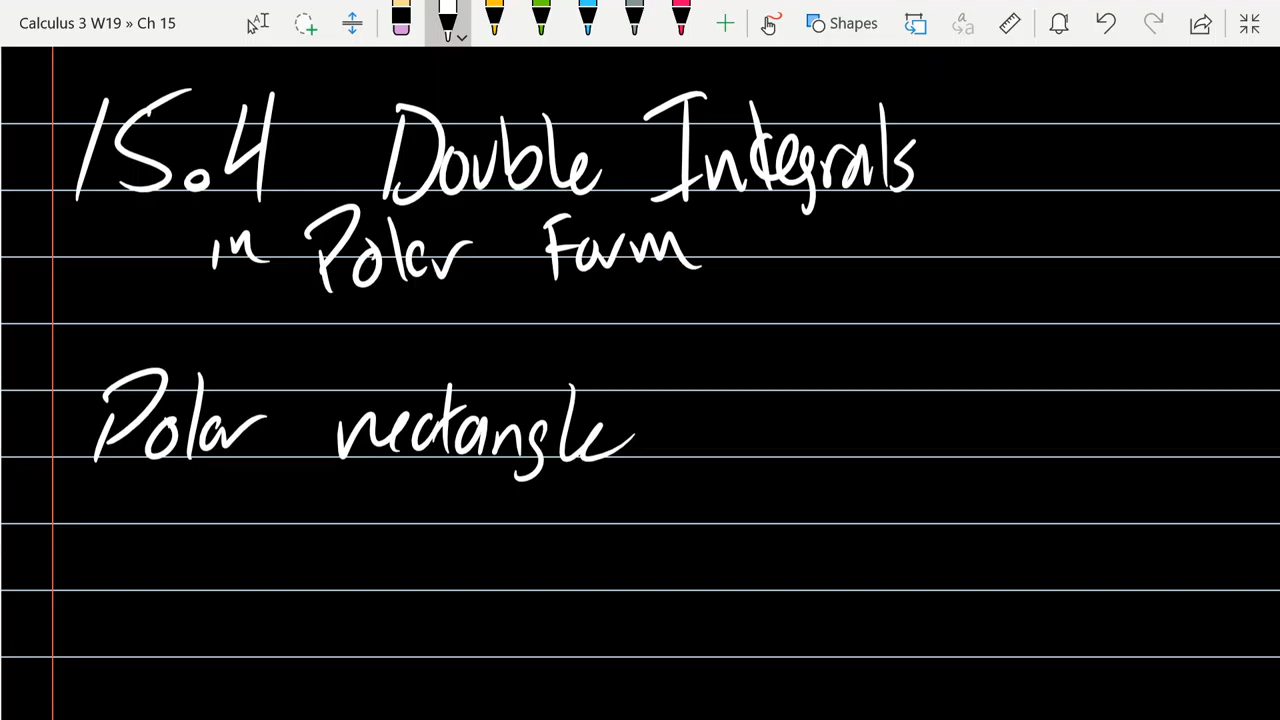 Calculus 3 W19 » Ch 15
Shapes
15.4 Double Integrals
in Polar Form
Polar rectangle